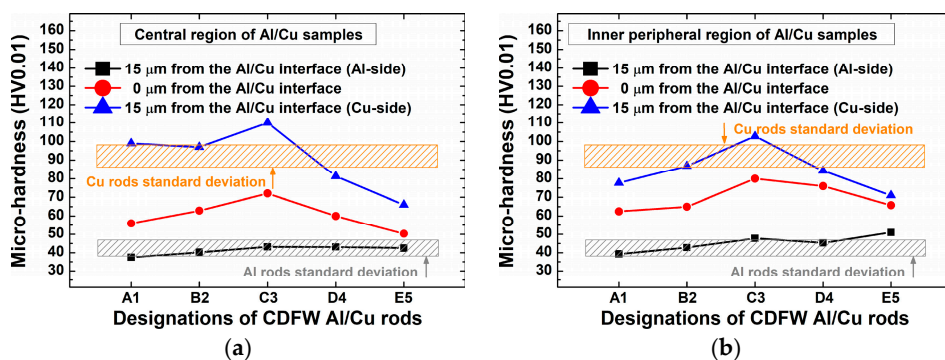 Central region of Al/Cu samples
15 μm from the Al/Cu interface (Al-side)
0 μm from the Al/Cu interface
15 μm from the Al/Cu interface (Cu-side)
Cu rods standard deviation
Al rods standard deviation
Micro-hardness (HV0.01)
160
150
140
130
120
110
100
90
80
70
60
50
40
30
A1 B2 C3 D4 E5
Designations of CDFW Al/Cu rods
(a)
Inner peripheral region of Al/Cu samples
15 μm from the Al/Cu interface (Al-side)
0 μm from the Al/Cu interface
15 μm from the Al/Cu interface (Cu-side)
Cu rods standard deviation
Al rods standard deviation
Micro-hardness (HV0.01)
160
150
140
130
120
110
100
90
80
70
60
50
40
30
A1 B2 C3 D4 E5
Designations of CDFW Al/Cu rods
(b)